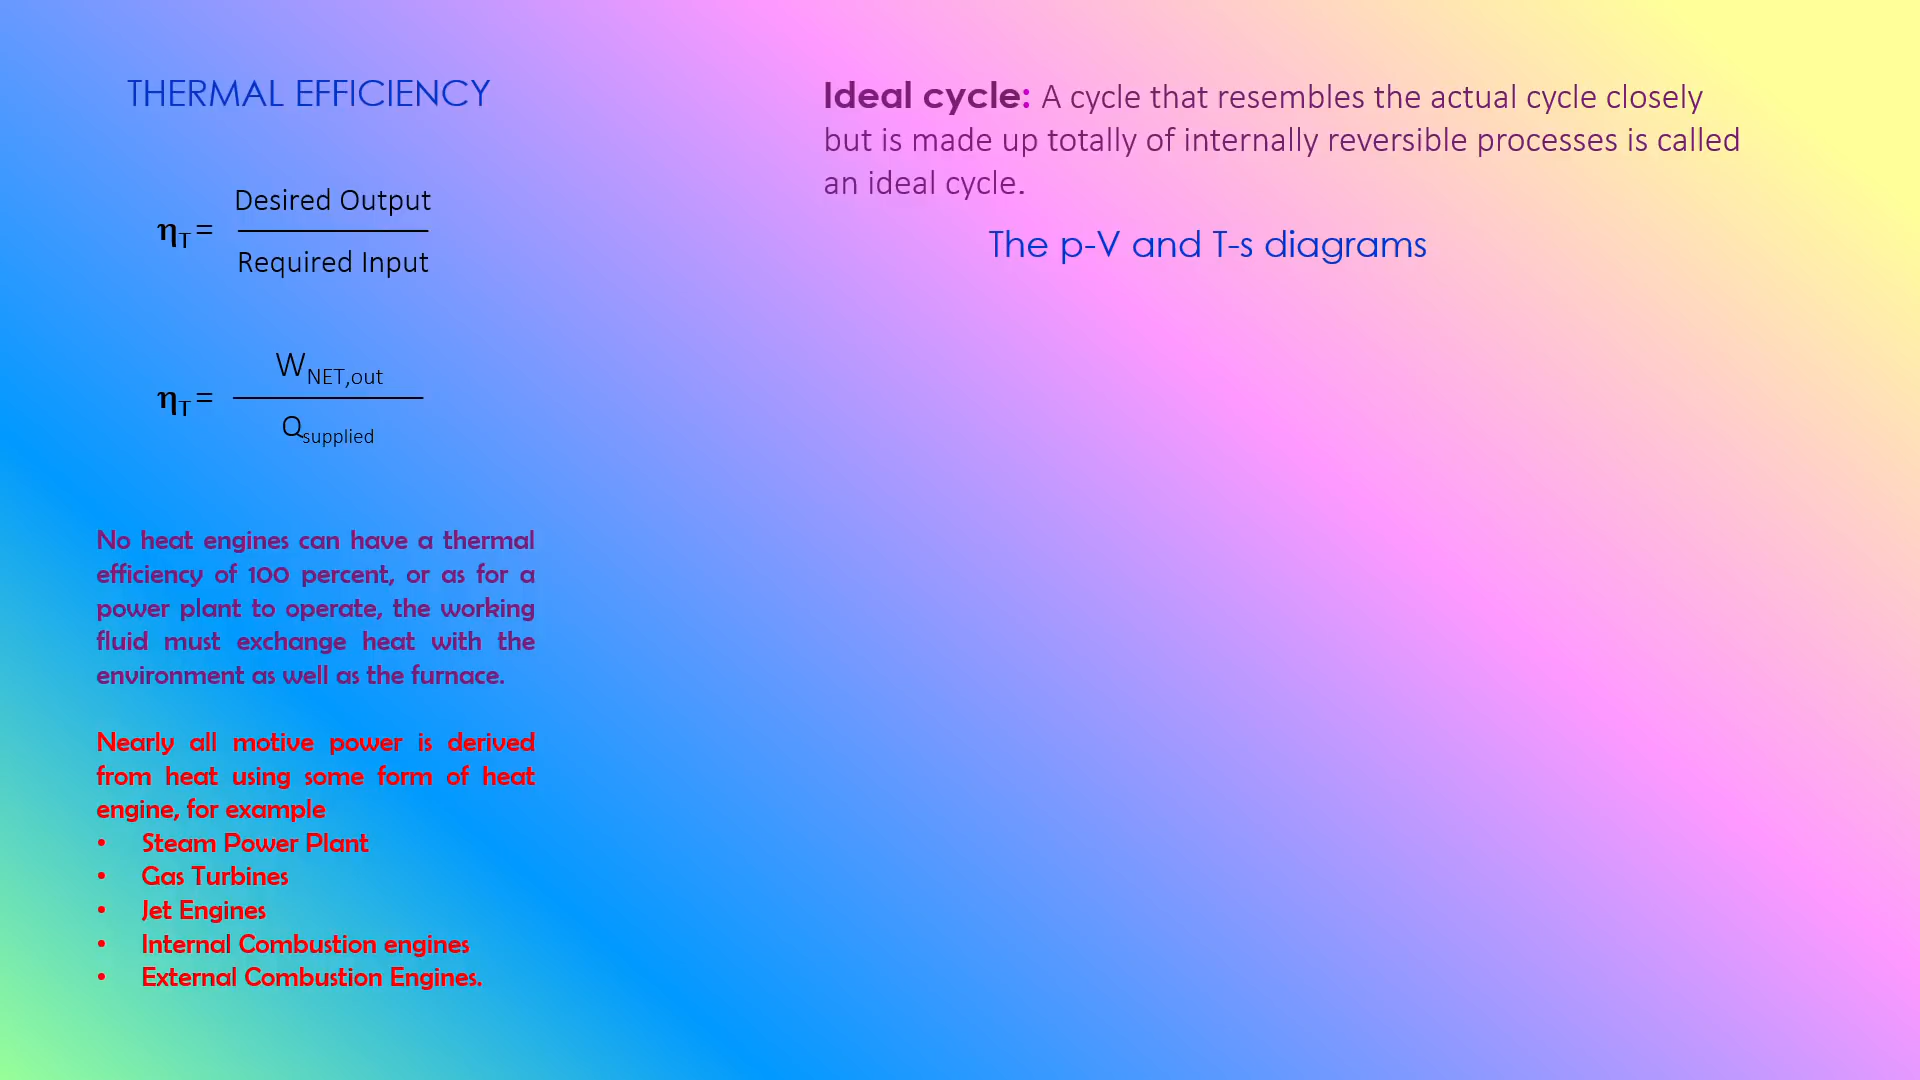 THERMAL EFFICIENCY
η_T = Desired Output
Required Input
η_T = W_NET,out
Q_supplied
No heat engines can have a thermal
efficiency of 100 percent, or as for a
power plant to operate, the working
fluid must exchange heat with the
environment as well as the furnace.
Nearly all motive power is derived
from heat using some form of heat
engine, for example
• Steam Power Plant
• Gas Turbines
• Jet Engines
• Internal Combustion engines
• External Combustion Engines.
Ideal cycle: A cycle that resembles the actual cycle closely
but is made up totally of internally reversible processes is called
an ideal cycle.
The p-V and T-s diagrams